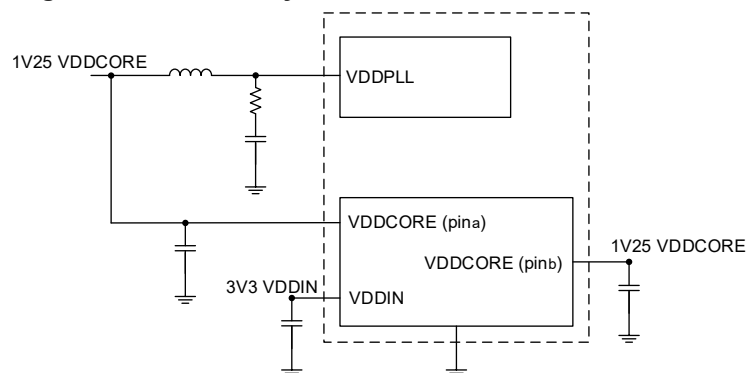 1V25 VDDCORE
VDDPLL
VDDCORE (pina)
1V25 VDDCORE
VDDCORE (pinb)
3V3 VDDIN
VDDIN